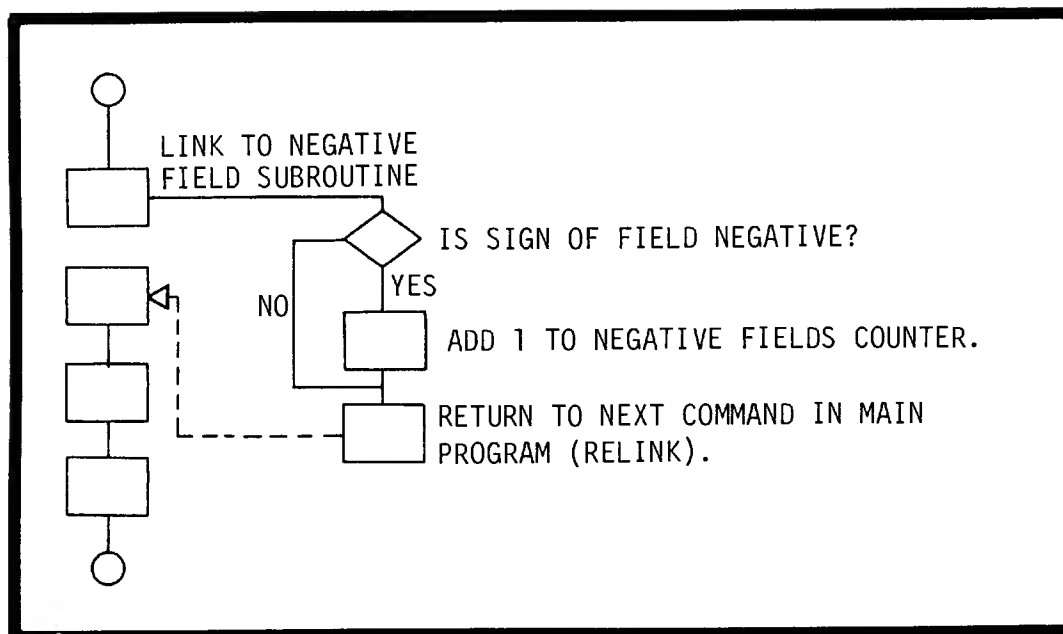 LINK TO NEGATIVE
FIELD SUBROUTINE
IS SIGN OF FIELD NEGATIVE?
YES
NO
ADD 1 TO NEGATIVE FIELDS COUNTER.
RETURN TO NEXT COMMAND IN MAIN
PROGRAM (RELINK).